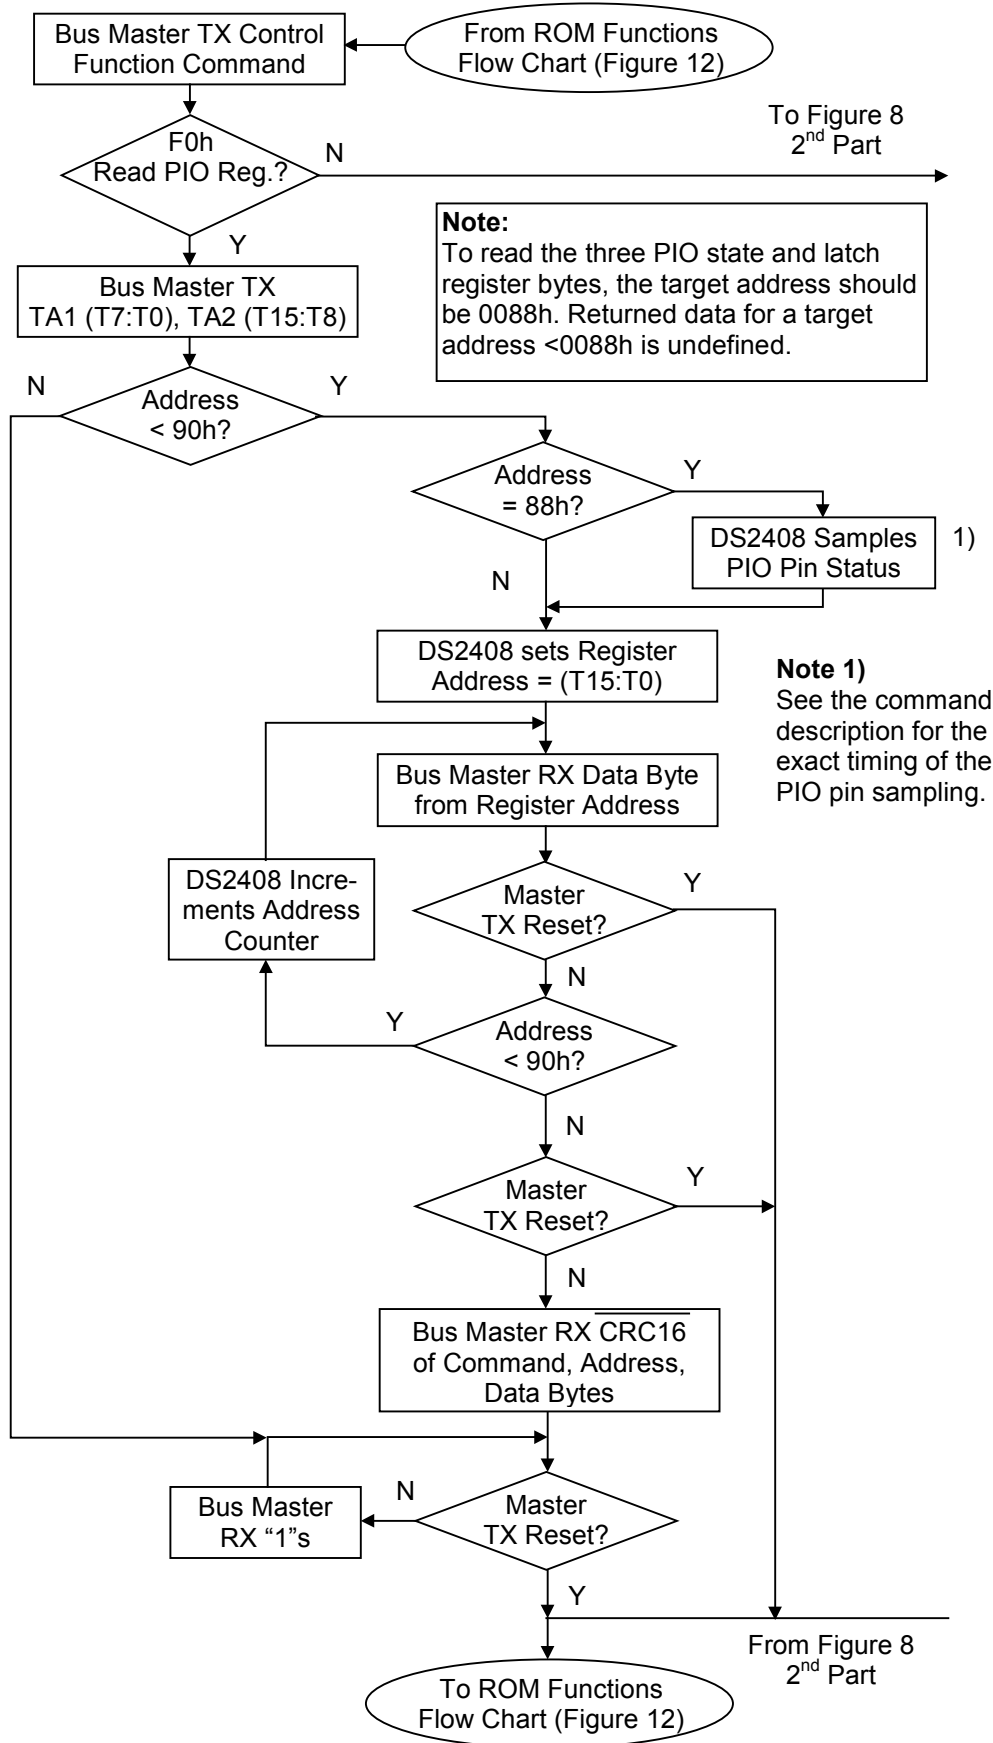 Bus Master TX Control
Function Command
From ROM Functions
Flow Chart (Figure 12)
To Figure 8
2nd Part
F0h
Read PIO Reg.?
N
Y
Note:
To read the three PIO state and latch
register bytes, the target address should
be 0088h. Returned data for a target
address <0088h is undefined.
Bus Master TX
TA1 (T7:T0), TA2 (T15:T8)
N
Y
Address
< 90h?
Address
= 88h?
Y
DS2408 Samples
PIO Pin Status
1)
N
DS2408 sets Register
Address = (T15:T0)
Note 1)
See the command
description for the
exact timing of the
PIO pin sampling.
Bus Master RX Data Byte
from Register Address
DS2408 Incre-
ments Address
Counter
Master
TX Reset?
Y
N
Y
Address
< 90h?
N
Master
TX Reset?
Y
N
Bus Master RX CRC16
of Command, Address,
Data Bytes
Bus Master
RX “1”s
N
Master
TX Reset?
Y
From Figure 8
2nd Part
To ROM Functions
Flow Chart (Figure 12)